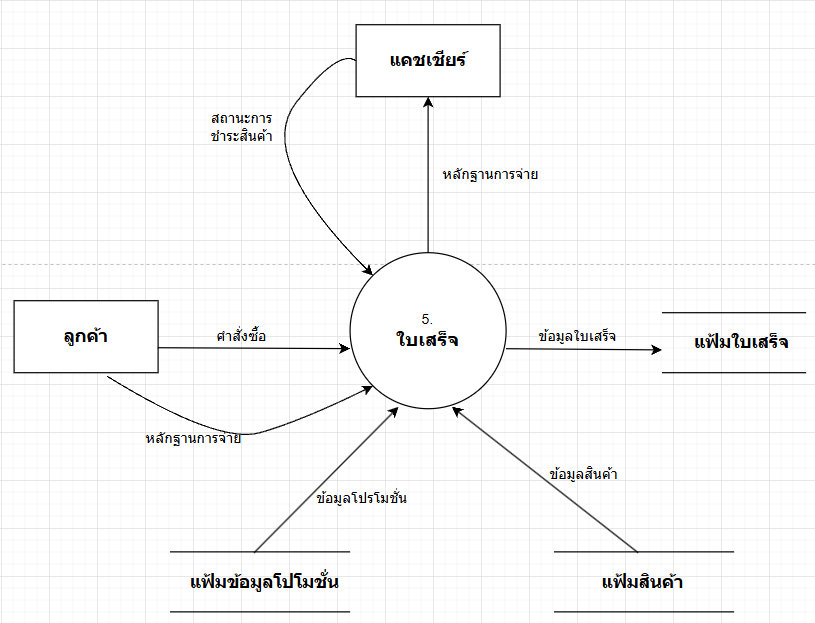 แคชเชียร์
สถานะการ
ชำระสินค้า
หลักฐานการจ่าย
5.
ใบเสร็จ
ลูกค้า
คำสั่งซื้อ
ข้อมูลใบเสร็จ
แฟ้มใบเสร็จ
หลักฐานการจ่าย
ข้อมูลสินค้า
ข้อมูลโปรโมชั่น
แฟ้มข้อมูลโปโมชั่น
แฟ้มสินค้า